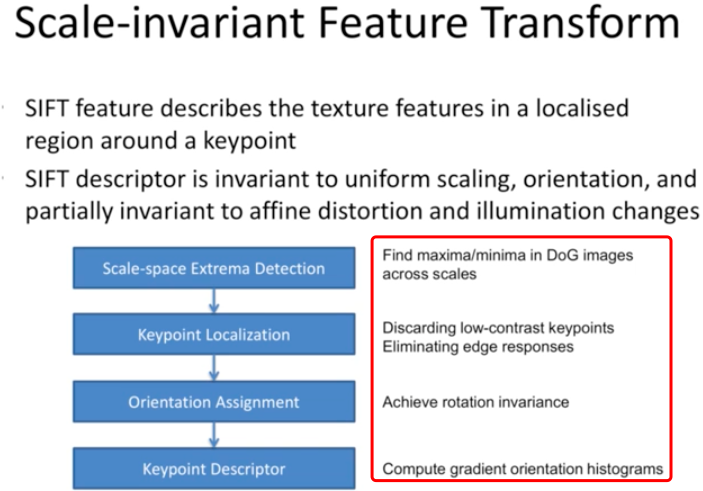 Scale-invariant Feature Transform
SIFT feature describes the texture features in a localised
region around a keypoint
SIFT descriptor is invariant to uniform scaling, orientation, and
partially invariant to affine distortion and illumination changes
Scale-space Extrema Detection
Find maxima/minima in DoG images
across scales
Keypoint Localization
Discarding low-contrast keypoints
Eliminating edge responses
Orientation Assignment
Achieve rotation invariance
Keypoint Descriptor
Compute gradient orientation histograms